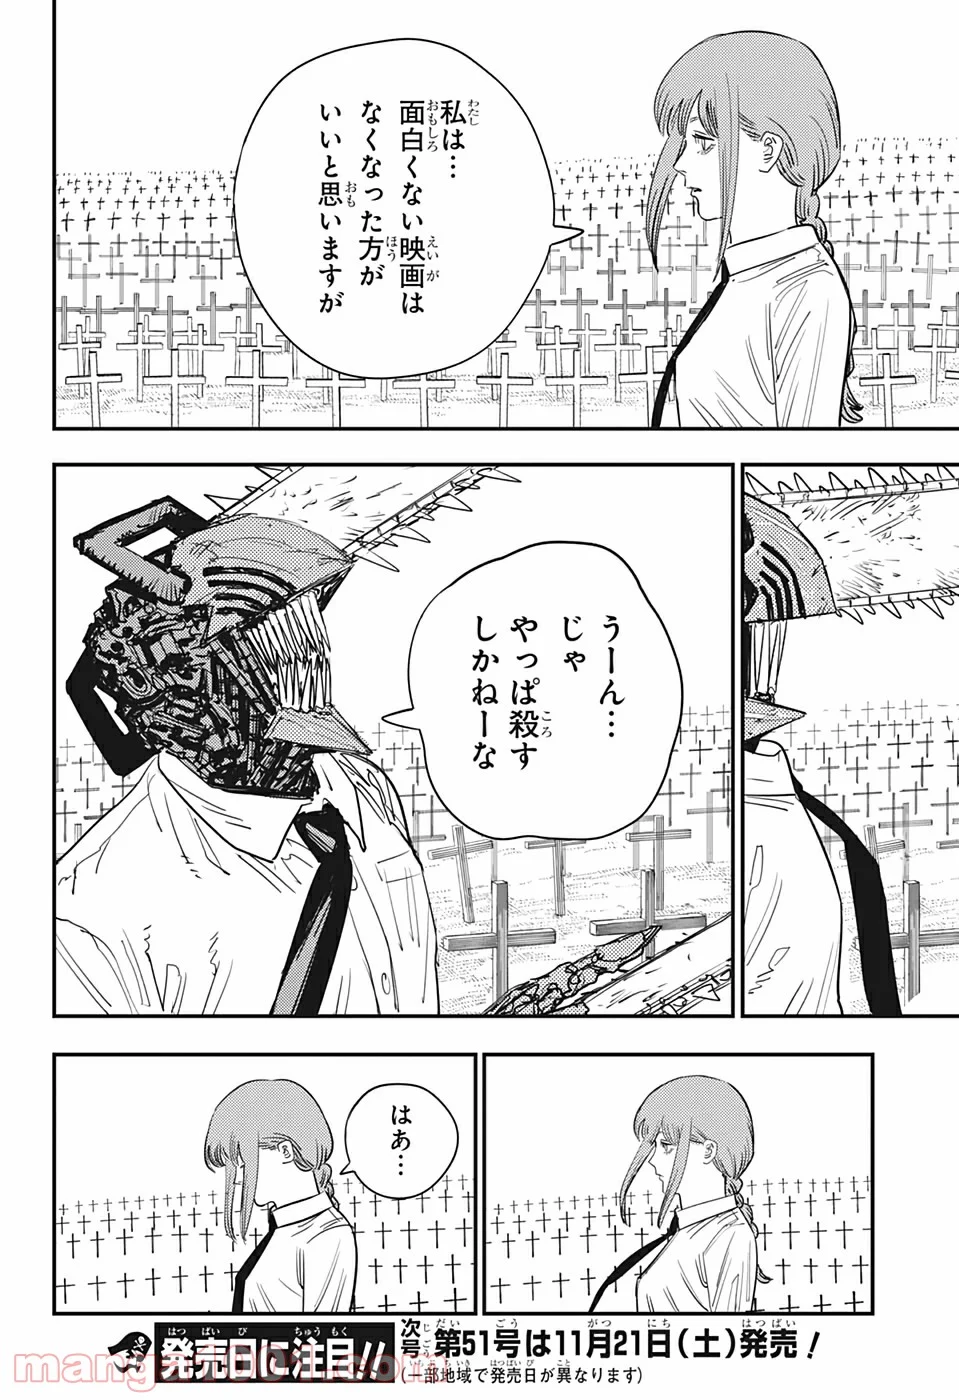 私は…
面白くない映画は
なくなった方が
いいと思いますが
うーん…
じゃ
やっぱ殺す
しかねーな
はあ…
発売日に注目!!
次号第51号は11月21日(土)発売!
(一部地域で発売日が異なります)